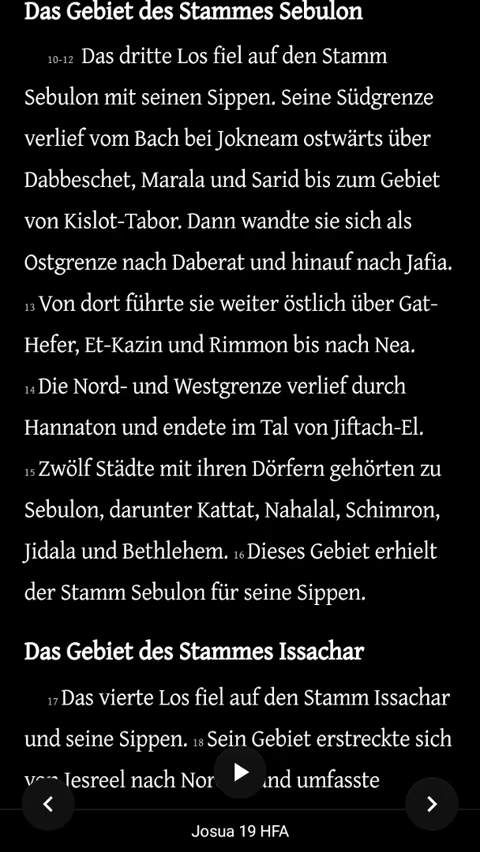 Das Gebiet des Stammes Sebulon
10-12 Das dritte Los fiel auf den Stamm
Sebulon mit seinen Sippen. Seine Südgrenze
verlief vom Bach bei Jokneam ostwärts über
Dabbeschet, Marala und Sarid bis zum Gebiet
von Kislot-Tabor. Dann wandte sie sich als
Ostgrenze nach Daberat und hinauf nach Jafia.
13 Von dort führte sie weiter östlich über Gat-
Hefer, Et-Kazin und Rimmon bis nach Nea.
14 Die Nord- und Westgrenze verlief durch
Hannaton und endete im Tal von Jiftach-El.
15 Zwölf Städte mit ihren Dörfern gehörten zu
Sebulon, darunter Kattat, Nahalal, Schimron,
Jidala und Bethlehem. 16 Dieses Gebiet erhielt
der Stamm Sebulon für seine Sippen.
Das Gebiet des Stammes Issachar
17 Das vierte Los fiel auf den Stamm Issachar
und seine Sippen. 18 Sein Gebiet erstreckte sich
von Jesreel nach und umfasste
Josua 19 HFA